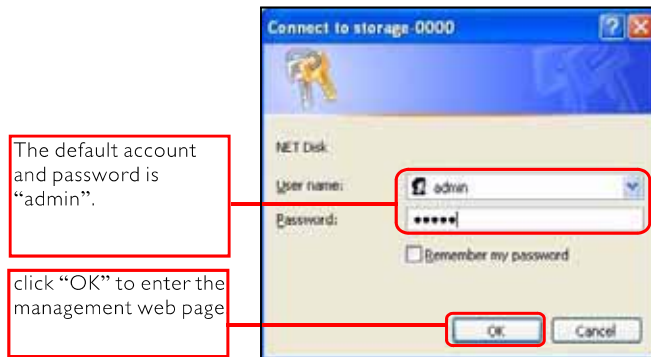 Connect to storage-0000
NET Disk
The default account
and password is
“admin”.
User name:
admin
Password:
•••••
Remember my password
click “OK” to enter the
management web page
OK
Cancel